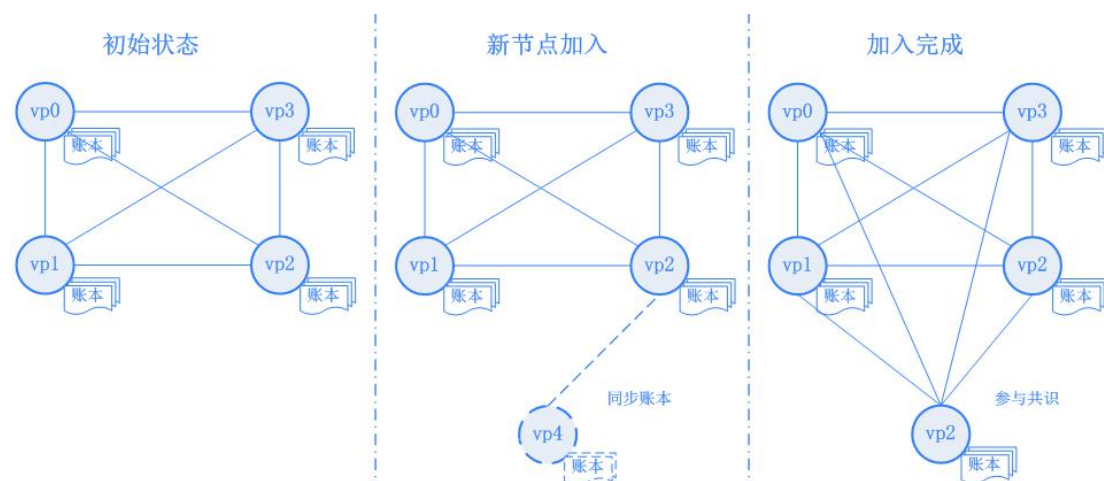 初始状态
新节点加入
加入完成
vp0
账本
vp3
账本
vp1
账本
vp2
账本
vp0
账本
vp3
账本
vp1
账本
vp2
账本
同步账本
vp4
账本
vp0
账本
vp3
账本
vp1
账本
vp2
账本
参与共识
vp2
账本